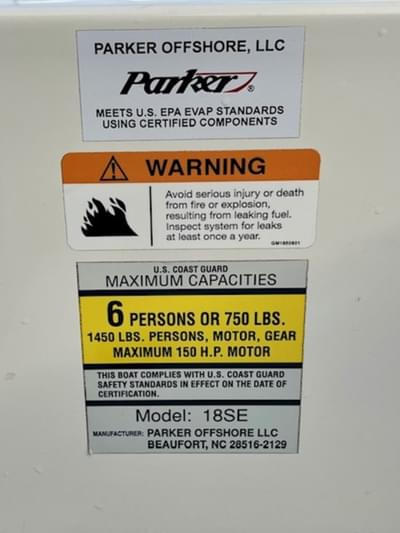 PARKER OFFSHORE, LLC
Parker ®
MEETS U.S. EPA EVAP STANDARDS
USING CERTIFIED COMPONENTS
WARNING
Avoid serious injury or death
from fire or explosion,
resulting from leaking fuel.
Inspect system for leaks
at least once a year.
U.S. COAST GUARD
MAXIMUM CAPACITIES
6 PERSONS OR 750 LBS.
1450 LBS. PERSONS, MOTOR, GEAR
MAXIMUM 150 H.P. MOTOR
THIS BOAT COMPLIES WITH U.S. COAST GUARD
SAFETY STANDARDS IN EFFECT ON THE DATE OF
CERTIFICATION.
Model: 18SE
MANUFACTURER: PARKER OFFSHORE LLC
BEAUFORT, NC 28516-2129